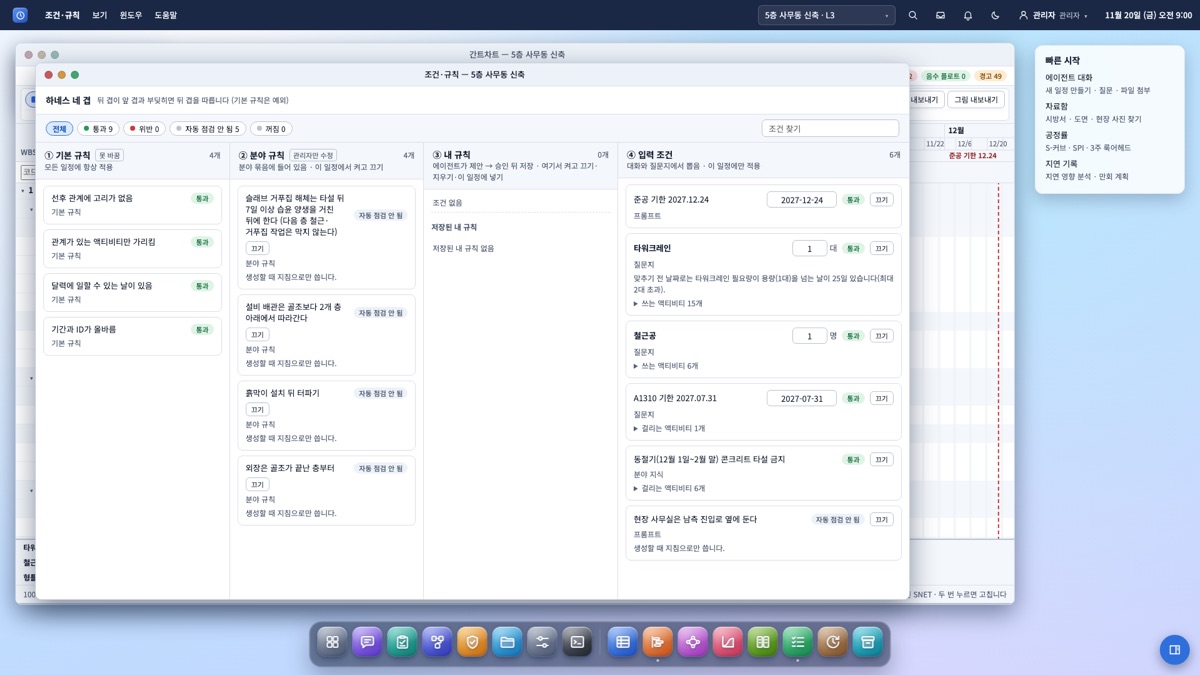 조건·규칙 보기 윈도우 도움말
5층 사무동 신축 · L3
관리자 관리자
11월 20일 (금) 오전 9:00
간트차트 — 5층 사무동 신축
조건·규칙 — 5층 사무동 신축
음수 플로트 0 경고 49
내보내기 그림 내보내기
12월
11/22 12/6 12/20
준공 기한 12.24
하네스 네 겹 뒤 겹이 앞 겹과 부딪히면 뒤 겹을 따릅니다 (기본 규칙은 예외)
전체 통과 9 위반 0 자동 점검 안 됨 5 꺼짐 0
조건 찾기
① 기본 규칙 못 바꿈 4개
모든 일정에 항상 적용
선후 관계에 고리가 없음 통과
기본 규칙
관계가 있는 액티비티만 가리킴 통과
기본 규칙
달력에 일할 수 있는 날이 있음 통과
기본 규칙
기간과 ID가 올바름 통과
기본 규칙
② 분야 규칙 관리자만 수정 4개
분야 묶음에 들어 있음 · 이 일정에서 켜고 끄기
슬래브 거푸집 해체는 타설 뒤
7일 이상 습윤 양생을 거친
뒤에 한다 (다음 층 철근·
거푸집 작업은 막지 않는다)
자동 점검 안 됨
끄기
분야 규칙
생성할 때 지침으로만 씁니다.
설비 배관은 골조보다 2개 층
아래에서 따라간다
자동 점검 안 됨
끄기
분야 규칙
생성할 때 지침으로만 씁니다.
흙막이 설치 뒤 터파기 자동 점검 안 됨
끄기
분야 규칙
생성할 때 지침으로만 씁니다.
외장은 골조가 끝난 층부터 자동 점검 안 됨
끄기
분야 규칙
생성할 때 지침으로만 씁니다.
③ 내 규칙 0개
에이전트가 제안 → 승인 뒤 저장 · 여기서 켜고 끄기·
지우기·이 일정에 넣기
조건 없음
저장된 내 규칙
저장된 내 규칙 없음
④ 입력 조건 6개
대화와 질문지에서 뽑음 · 이 일정에만 적용
준공 기한 2027.12.24 2027-12-24 통과 끄기
프롬프트
타워크레인 1 대 통과 끄기
질문지
맞추기 전 날짜로는 타워크레인 필요량이 용량(1대)을 넘는 날이 25일 있습니다(최대
2대 초과).
▶ 쓰는 액티비티 15개
철근공 1 명 통과 끄기
질문지
▶ 쓰는 액티비티 6개
A1310 기한 2027.07.31 2027-07-31 통과 끄기
질문지
▶ 걸리는 액티비티 1개
동절기(12월 1일~2월 말) 콘크리트 타설 금지 통과 끄기
분야 지식
▶ 걸리는 액티비티 6개
현장 사무실은 남측 진입로 옆에 둔다 자동 점검 안 됨 끄기
프롬프트
생성할 때 지침으로만 씁니다.
SNET · 두 번 누르면 고칩니다
빠른 시작
에이전트 대화
새 일정 만들기 · 질문 · 파일 첨부
자료함
시방서 · 도면 · 현장 사진 찾기
공정률
S-커브 · SPI · 3주 룩어헤드
지연 기록
지연 영향 분석 · 만회 계획